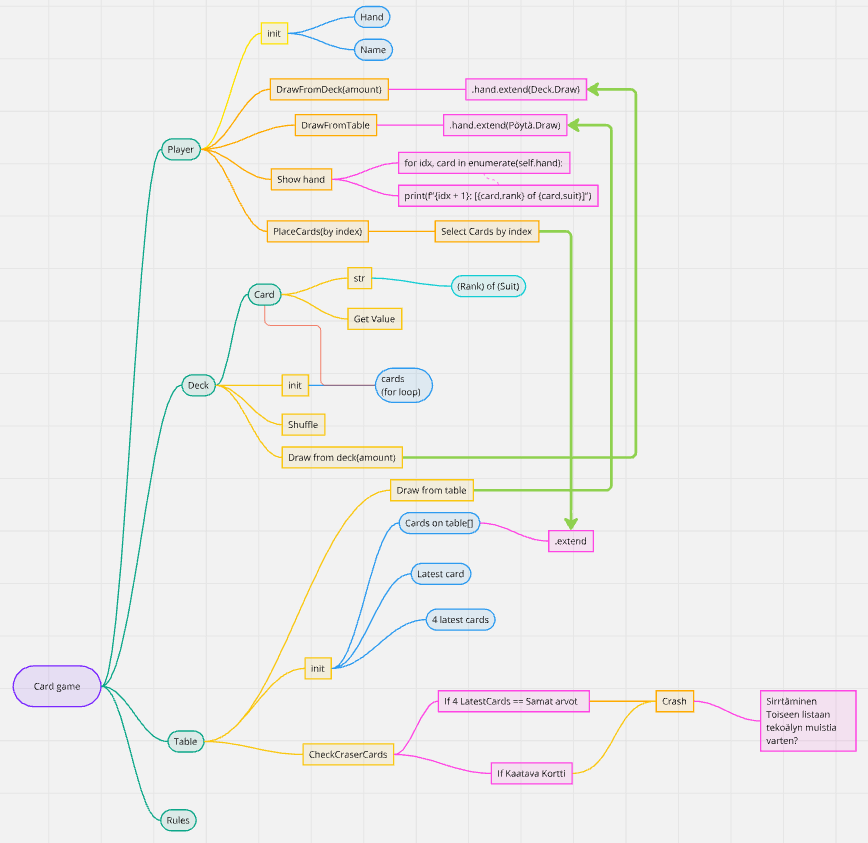 Hand
init
Name
DrawFromDeck(amount)
.hand.extend(Deck.Draw)
DrawFromTable
.hand.extend(Pöytä.Draw)
Player
for idx, card in enumerate(self.hand):
Show hand
print(f"{idx + 1}: [{card.rank} of {card.suit}]")
PlaceCards(by index)
Select Cards by index
str
(Rank) of (Suit)
Card
Get Value
Deck
init
cards
(for loop)
Shuffle
Draw from deck(amount)
Draw from table
Cards on table[]
.extend
Latest card
4 latest cards
init
Card game
If 4 LatestCards == Samat arvot
Crash
Sirrtäminen
Toiseen listaan
tekoälyn muistia
varten?
Table
CheckCraserCards
If Kaatava Kortti
Rules